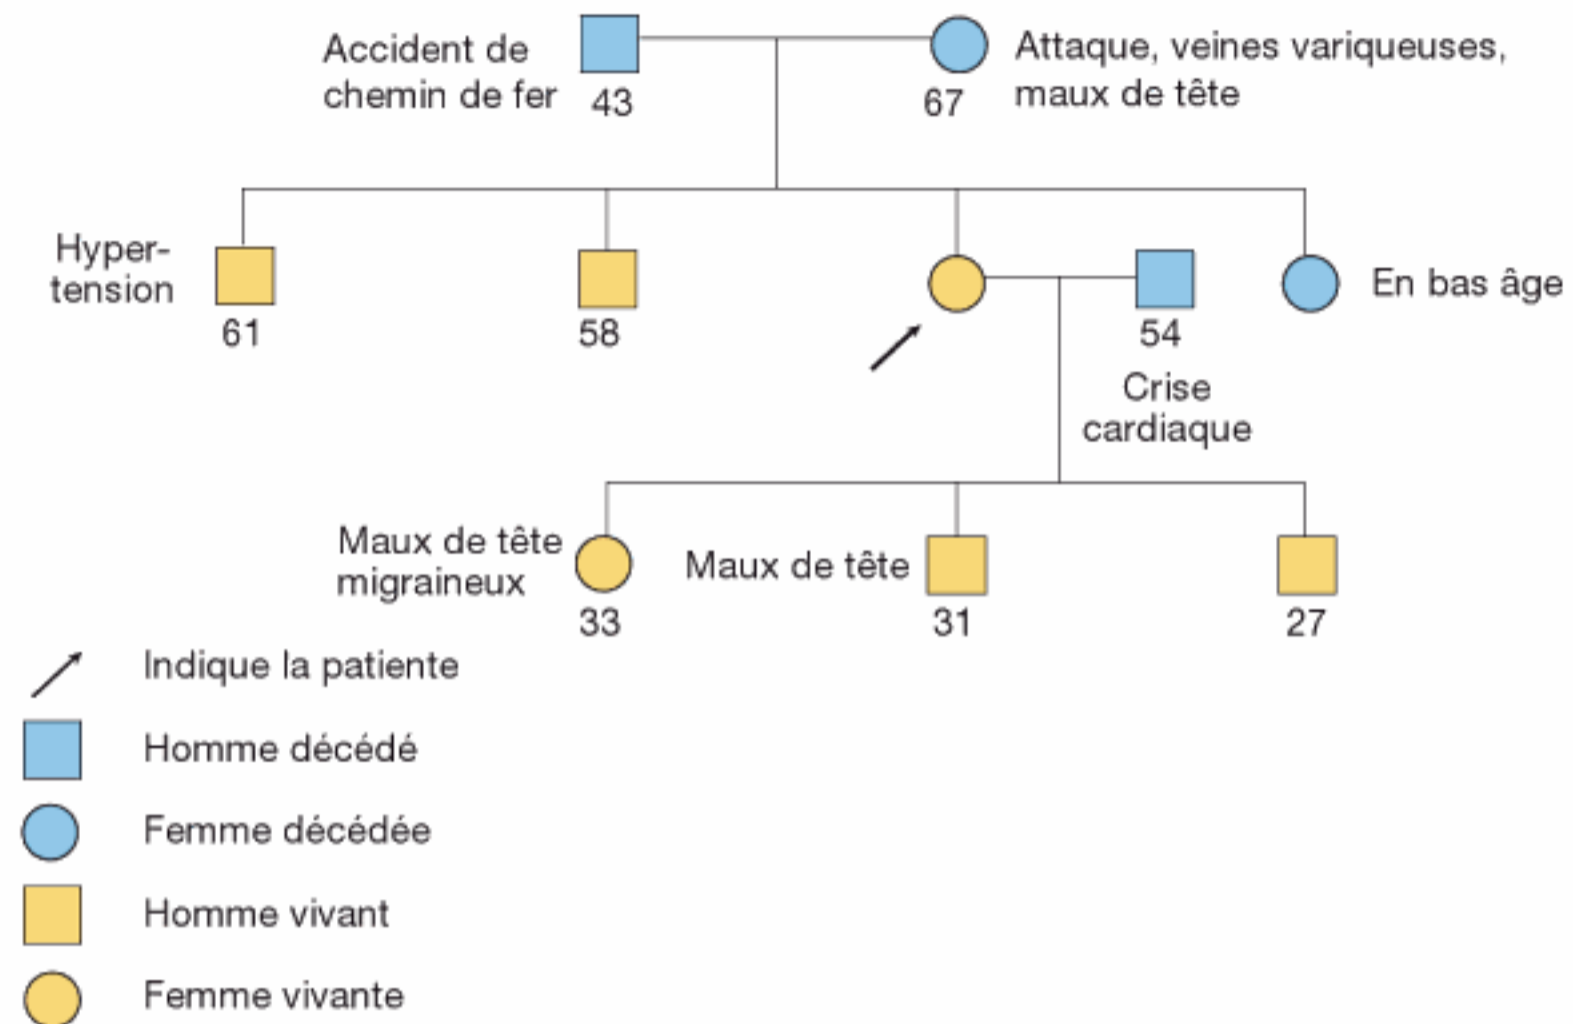 Accident de
chemin de fer
43
67
Attaque, veines variqueuses,
maux de tête
Hyper-
tension
61
58
54
Crise
cardiaque
En bas âge
Maux de tête
migraineux
33
Maux de tête
31
27
Indique la patiente
Homme décédé
Femme décédée
Homme vivant
Femme vivante